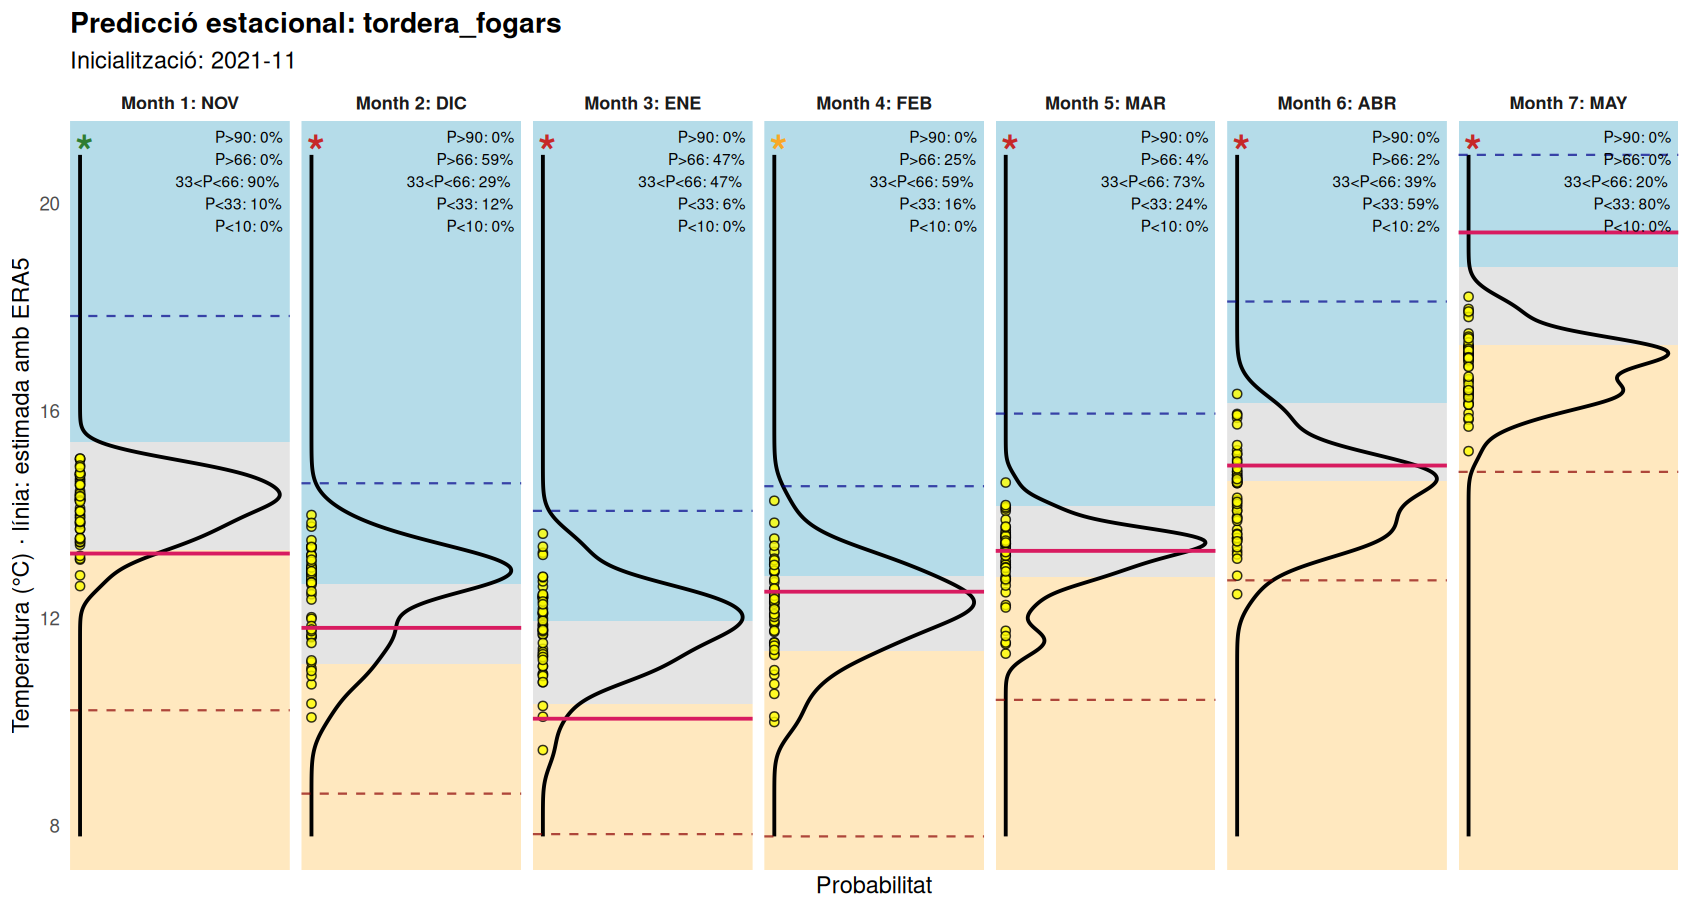 Predicció estacional: tordera_fogars
Inicialització: 2021-11
Month 1: NOV
Month 2: DIC
Month 3: ENE
Month 4: FEB
Month 5: MAR
Month 6: ABR
Month 7: MAY
*
P>90: 0%
P>66: 0%
33<P<66: 90%
P<33: 10%
P<10: 0%
*
P>90: 0%
P>66: 59%
33<P<66: 29%
P<33: 12%
P<10: 0%
*
P>90: 0%
P>66: 47%
33<P<66: 47%
P<33: 6%
P<10: 0%
*
P>90: 0%
P>66: 25%
33<P<66: 59%
P<33: 16%
P<10: 0%
*
P>90: 0%
P>66: 4%
33<P<66: 73%
P<33: 24%
P<10: 0%
*
P>90: 0%
P>66: 2%
33<P<66: 39%
P<33: 59%
P<10: 2%
*
P>90: 0%
P>66: 0%
33<P<66: 20%
P<33: 80%
P<10: 0%
20
16
12
8
Temperatura (°C) · línia: estimada amb ERA5
Probabilitat